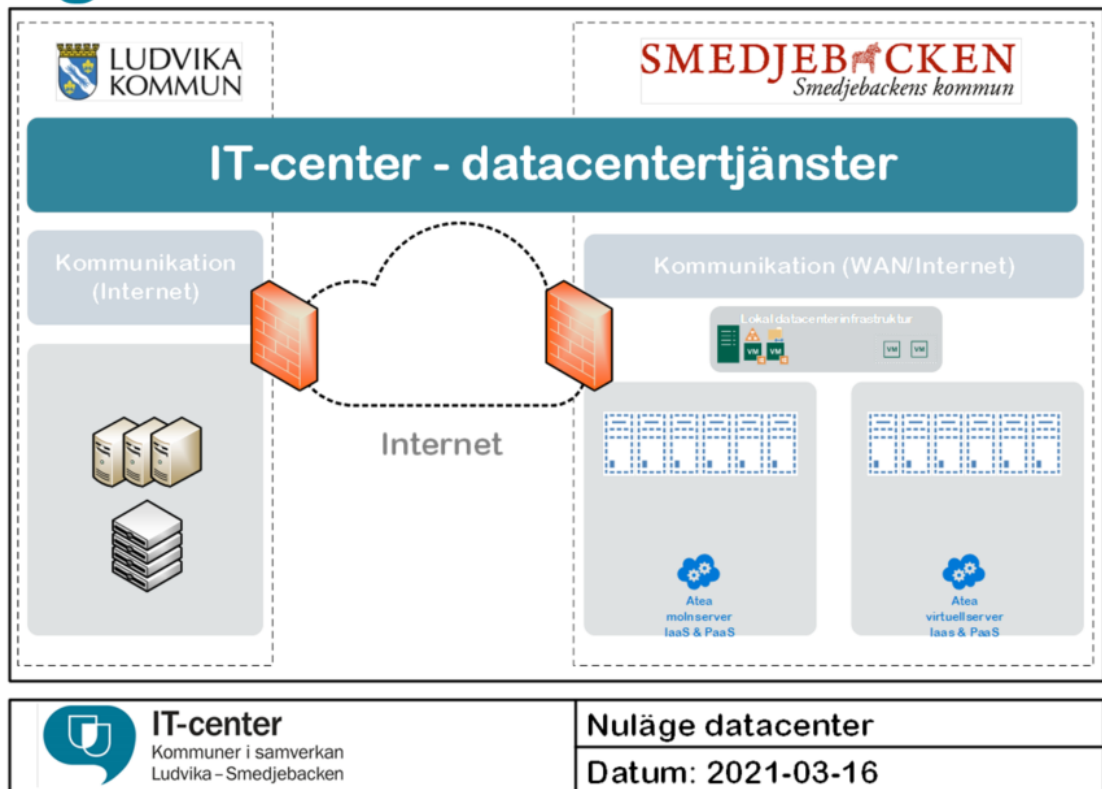 LUDVIKA
KOMMUN
SMEDJEBACKEN
Smedjebackens kommun
IT-center - datacentertjänster
Kommunikation
(Internet)
Kommunikation (WAN/Internet)
Lokal datacenterinfrastruktur
VM
VM
VM
VM
Internet
Atea
molnserver
IaaS & PaaS
Atea
virtuell server
Iaas & PaaS
IT-center
Kommuner i samverkan
Ludvika – Smedjebacken
Nuläge datacenter
Datum: 2021-03-16